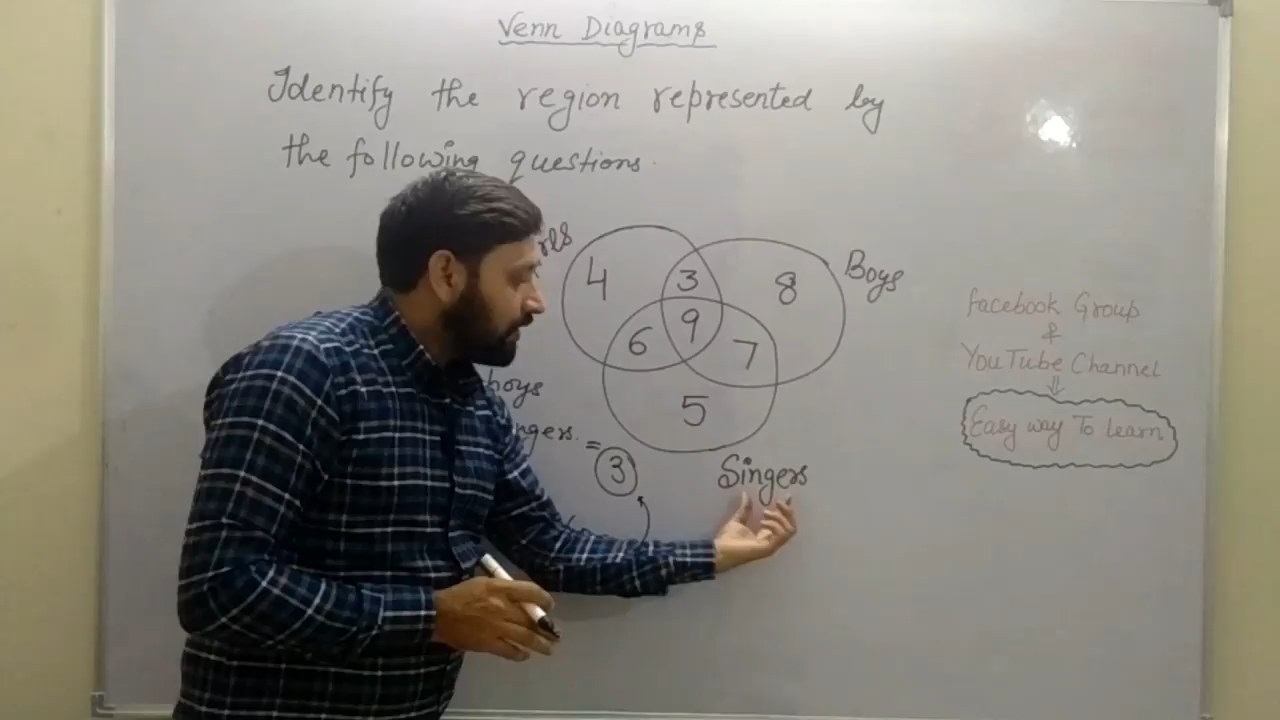 Venn Diagrams
Identify the region represented by
the following questions.
4 3 8
Boys
9
6 7
5
boys
= 3
Singers
Facebook Group
&
YouTube Channel
Easy way To Learn